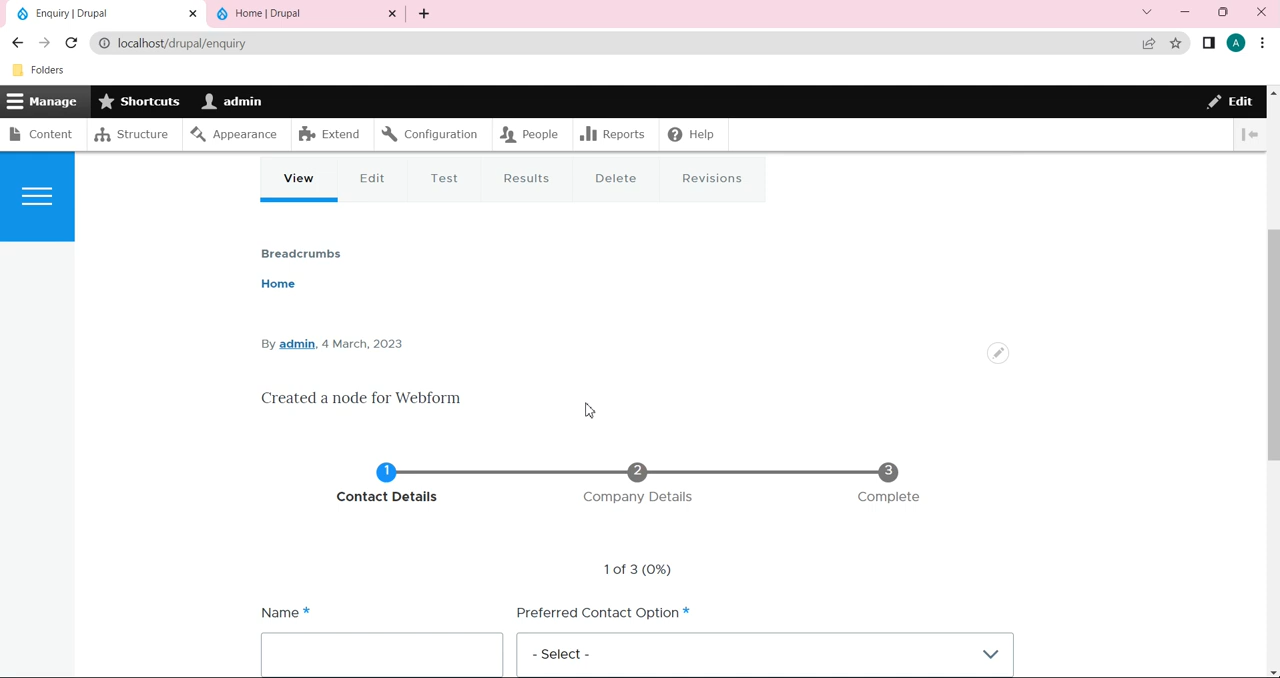 Enquiry | Drupal
Home | Drupal
localhost/drupal/enquiry
A
Folders
Manage Shortcuts admin Edit
Content Structure Appearance Extend Configuration People Reports Help
View Edit Test Results Delete Revisions
Breadcrumbs
Home
By admin, 4 March, 2023
Created a node for Webform
1 2 3
Contact Details Company Details Complete
1 of 3 (0%)
Name * Preferred Contact Option *
- Select -